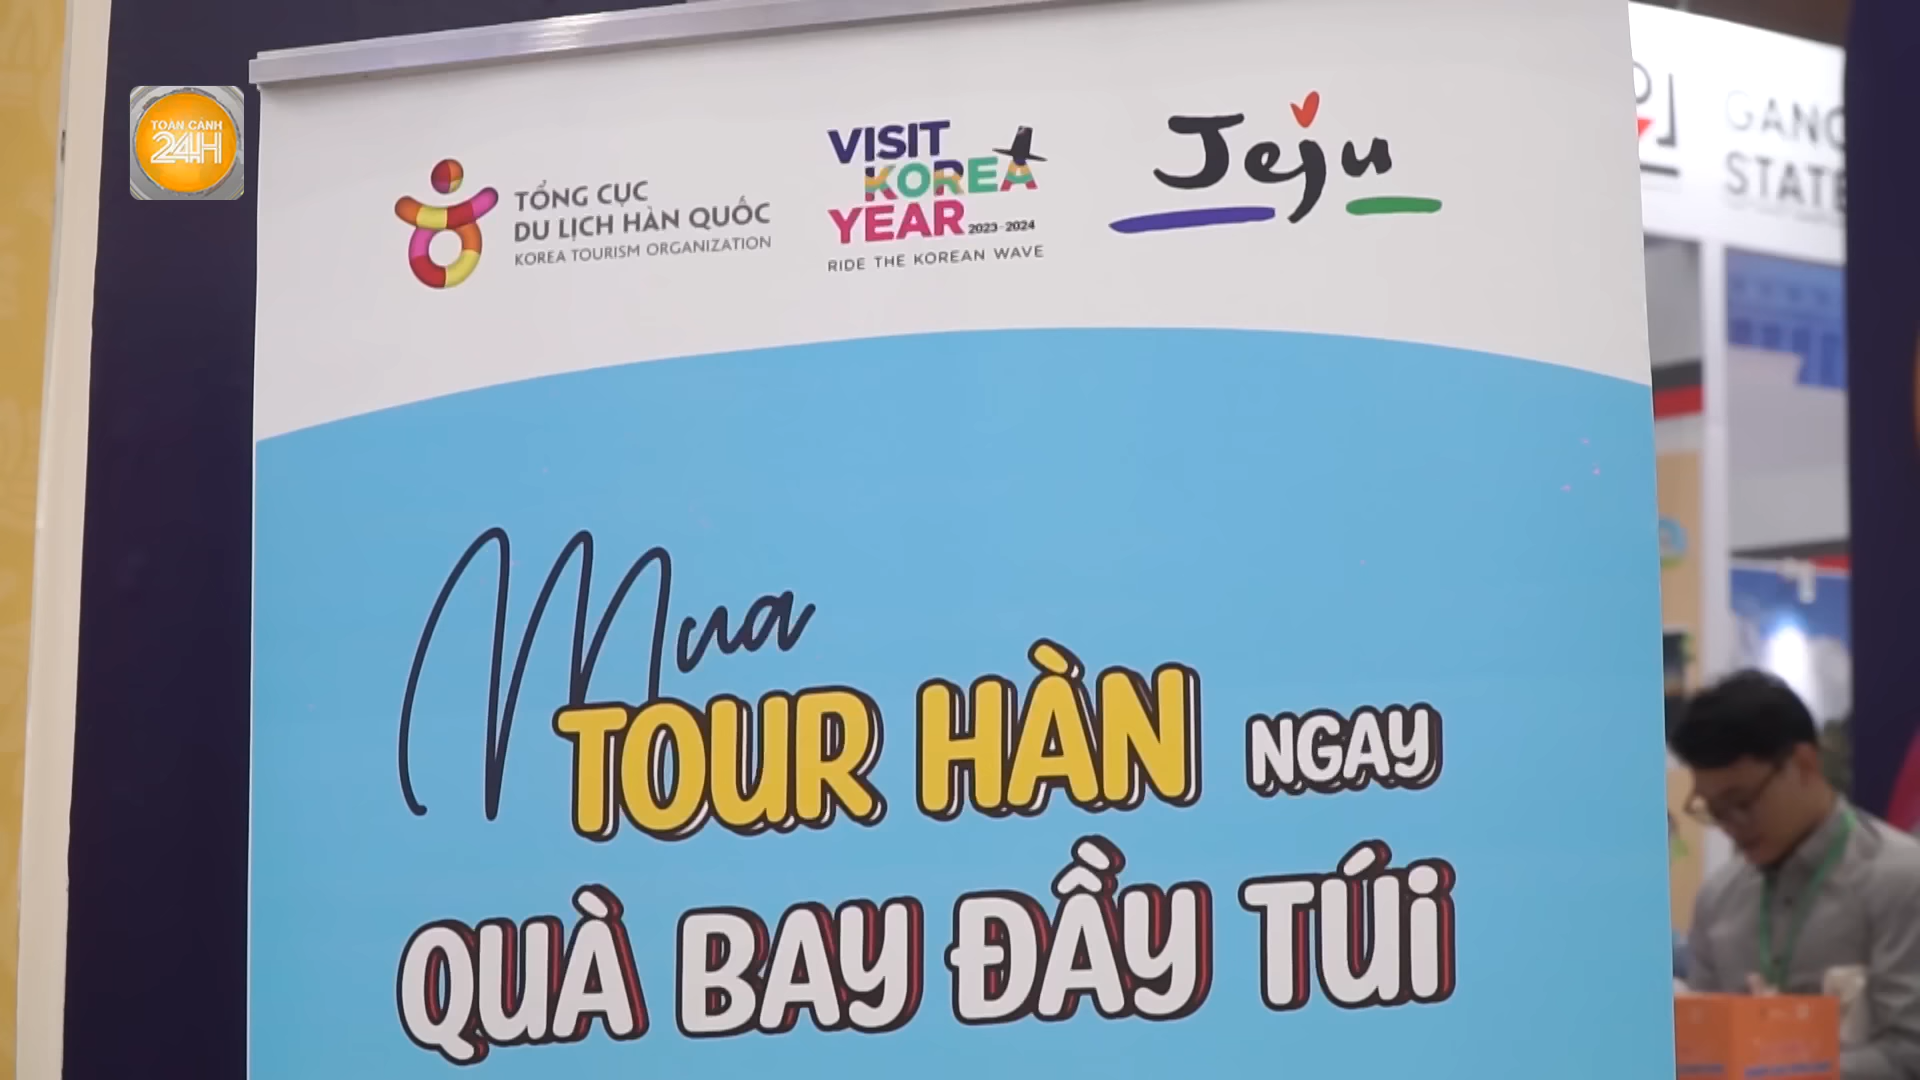 TOÀN CẢNH
24H
TỔNG CỤC
DU LỊCH HÀN QUỐC
KOREA TOURISM ORGANIZATION
VISIT
KOREA
YEAR 2023-2024
RIDE THE KOREAN WAVE
Jeju
STATE
Mua
TOUR HÀN NGAY
QUÀ BAY ĐẦY TÚI